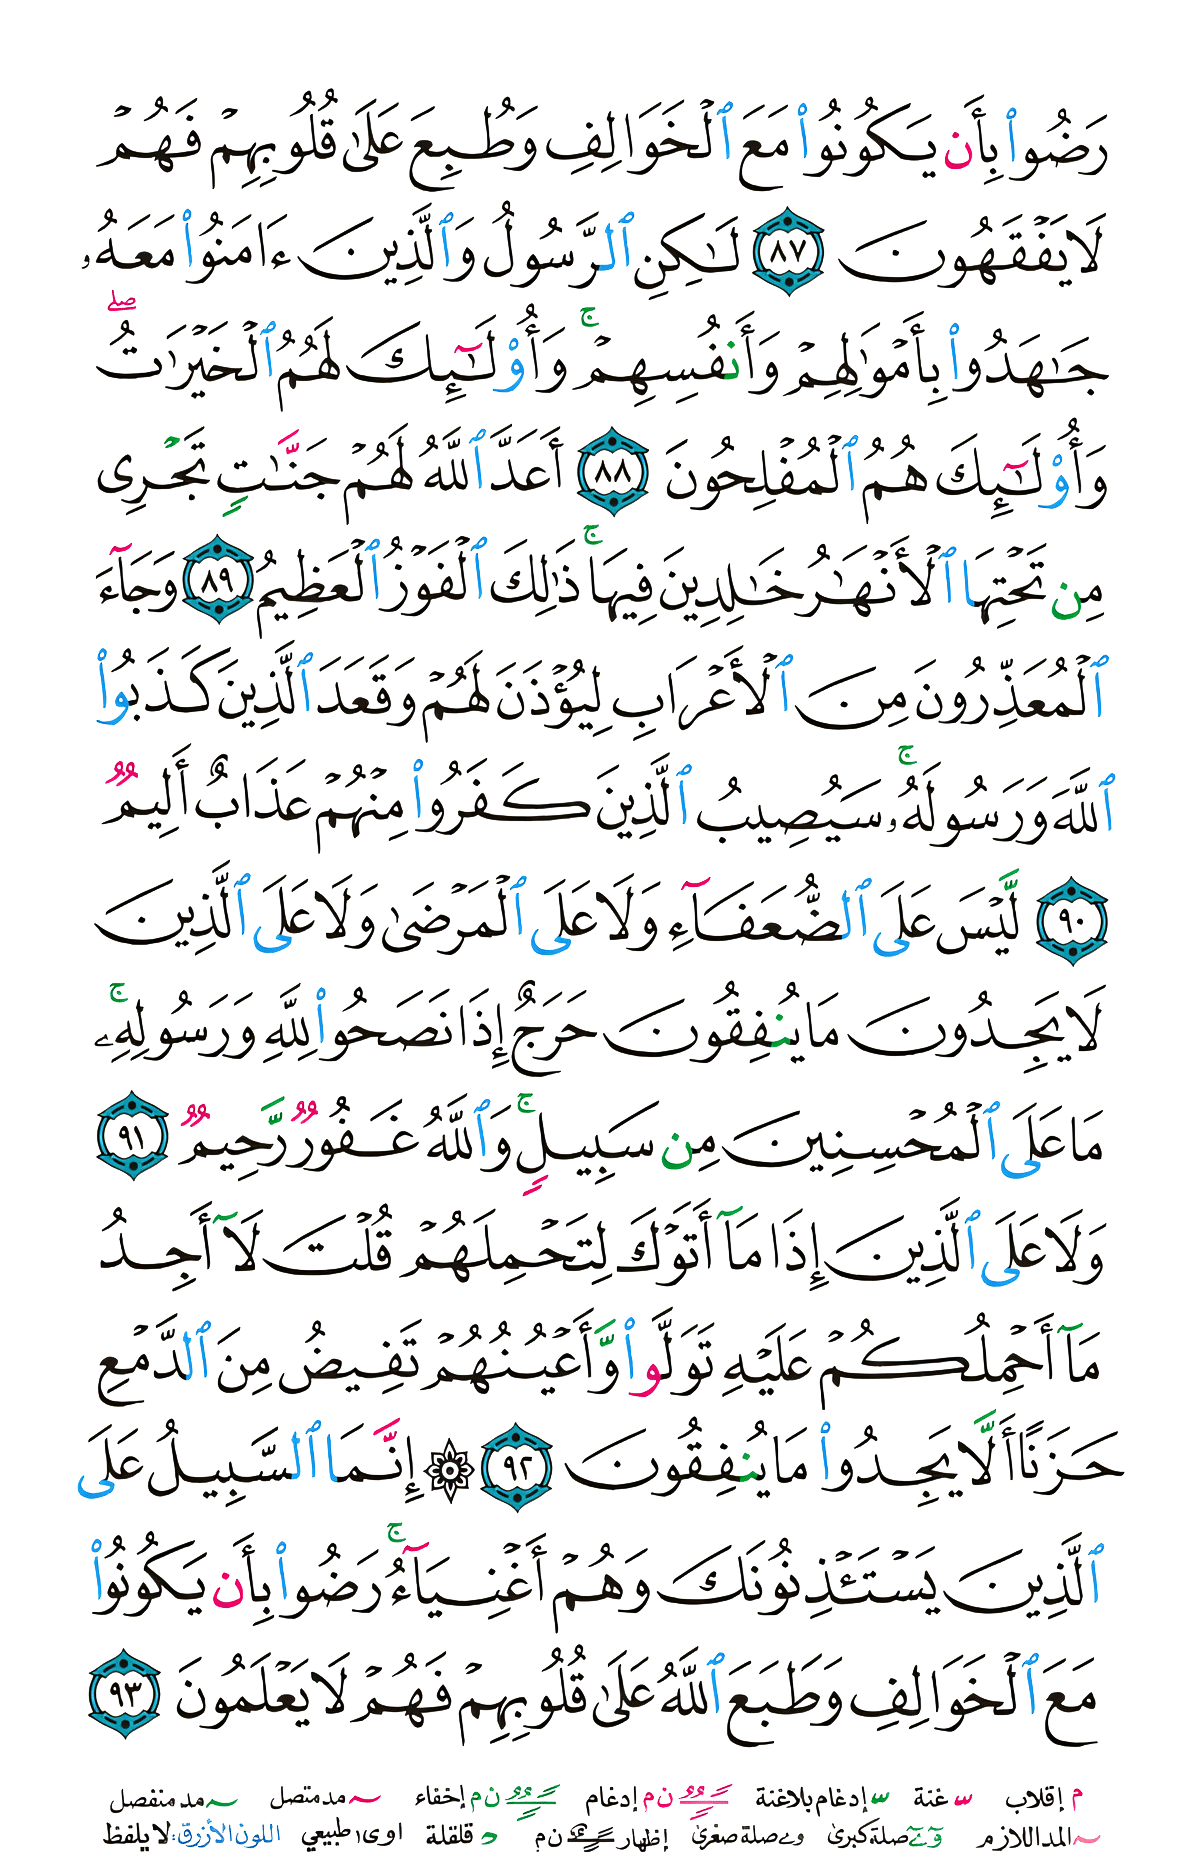 رَضُوا۟ بِأَن يَكُونُوا۟ مَعَ ٱلْخَوَالِفِ وَطُبِعَ عَلَىٰ قُلُوبِهِمْ فَهُمْ
لَا يَفْقَهُونَ ٨٧ لَـٰكِنِ ٱلرَّسُولُ وَٱلَّذِينَ ءَامَنُوا۟ مَعَهُۥ
جَـٰهَدُوا۟ بِأَمْوَٰلِهِمْ وَأَنفُسِهِمْ ۚ وَأُو۟لَـٰٓئِكَ لَهُمُ ٱلْخَيْرَٰتُ ۖ
وَأُو۟لَـٰٓئِكَ هُمُ ٱلْمُفْلِحُونَ ٨٨ أَعَدَّ ٱللَّهُ لَهُمْ جَنَّـٰتٍ تَجْرِى
مِن تَحْتِهَا ٱلْأَنْهَـٰرُ خَـٰلِدِينَ فِيهَا ۚ ذَٰلِكَ ٱلْفَوْزُ ٱلْعَظِيمُ ٨٩ وَجَآءَ
ٱلْمُعَذِّرُونَ مِنَ ٱلْأَعْرَابِ لِيُؤْذَنَ لَهُمْ وَقَعَدَ ٱلَّذِينَ كَذَبُوا۟
ٱللَّهَ وَرَسُولَهُۥ ۚ سَيُصِيبُ ٱلَّذِينَ كَفَرُوا۟ مِنْهُمْ عَذَابٌ أَلِيمٌ
٩٠ لَّيْسَ عَلَى ٱلضُّعَفَآءِ وَلَا عَلَى ٱلْمَرْضَىٰ وَلَا عَلَى ٱلَّذِينَ
لَا يَجِدُونَ مَا يُنفِقُونَ حَرَجٌ إِذَا نَصَحُوا۟ لِلَّهِ وَرَسُولِهِۦ ۚ
مَا عَلَى ٱلْمُحْسِنِينَ مِن سَبِيلٍ ۚ وَٱللَّهُ غَفُورٌ رَّحِيمٌ ٩١
وَلَا عَلَى ٱلَّذِينَ إِذَا مَآ أَتَوْكَ لِتَحْمِلَهُمْ قُلْتَ لَآ أَجِدُ
مَآ أَحْمِلُكُمْ عَلَيْهِ تَوَلَّوا۟ وَّأَعْيُنُهُمْ تَفِيضُ مِنَ ٱلدَّمْعِ
حَزَنًا أَلَّا يَجِدُوا۟ مَا يُنفِقُونَ ٩٢ ۞ إِنَّمَا ٱلسَّبِيلُ عَلَى
ٱلَّذِينَ يَسْتَـْٔذِنُونَكَ وَهُمْ أَغْنِيَآءُ ۚ رَضُوا۟ بِأَن يَكُونُوا۟
مَعَ ٱلْخَوَالِفِ وَطَبَعَ ٱللَّهُ عَلَىٰ قُلُوبِهِمْ فَهُمْ لَا يَعْلَمُونَ ٩٣
م إقلاب غنة إدغام بلاغنة ن م إدغام ن م إخفاء مد متصل مد منفصل
المد اللازم صلة كبرى صلة صغرى إظهار ن م قلقلة اوى طبيعي اللون الأزرق: لا يلفظ